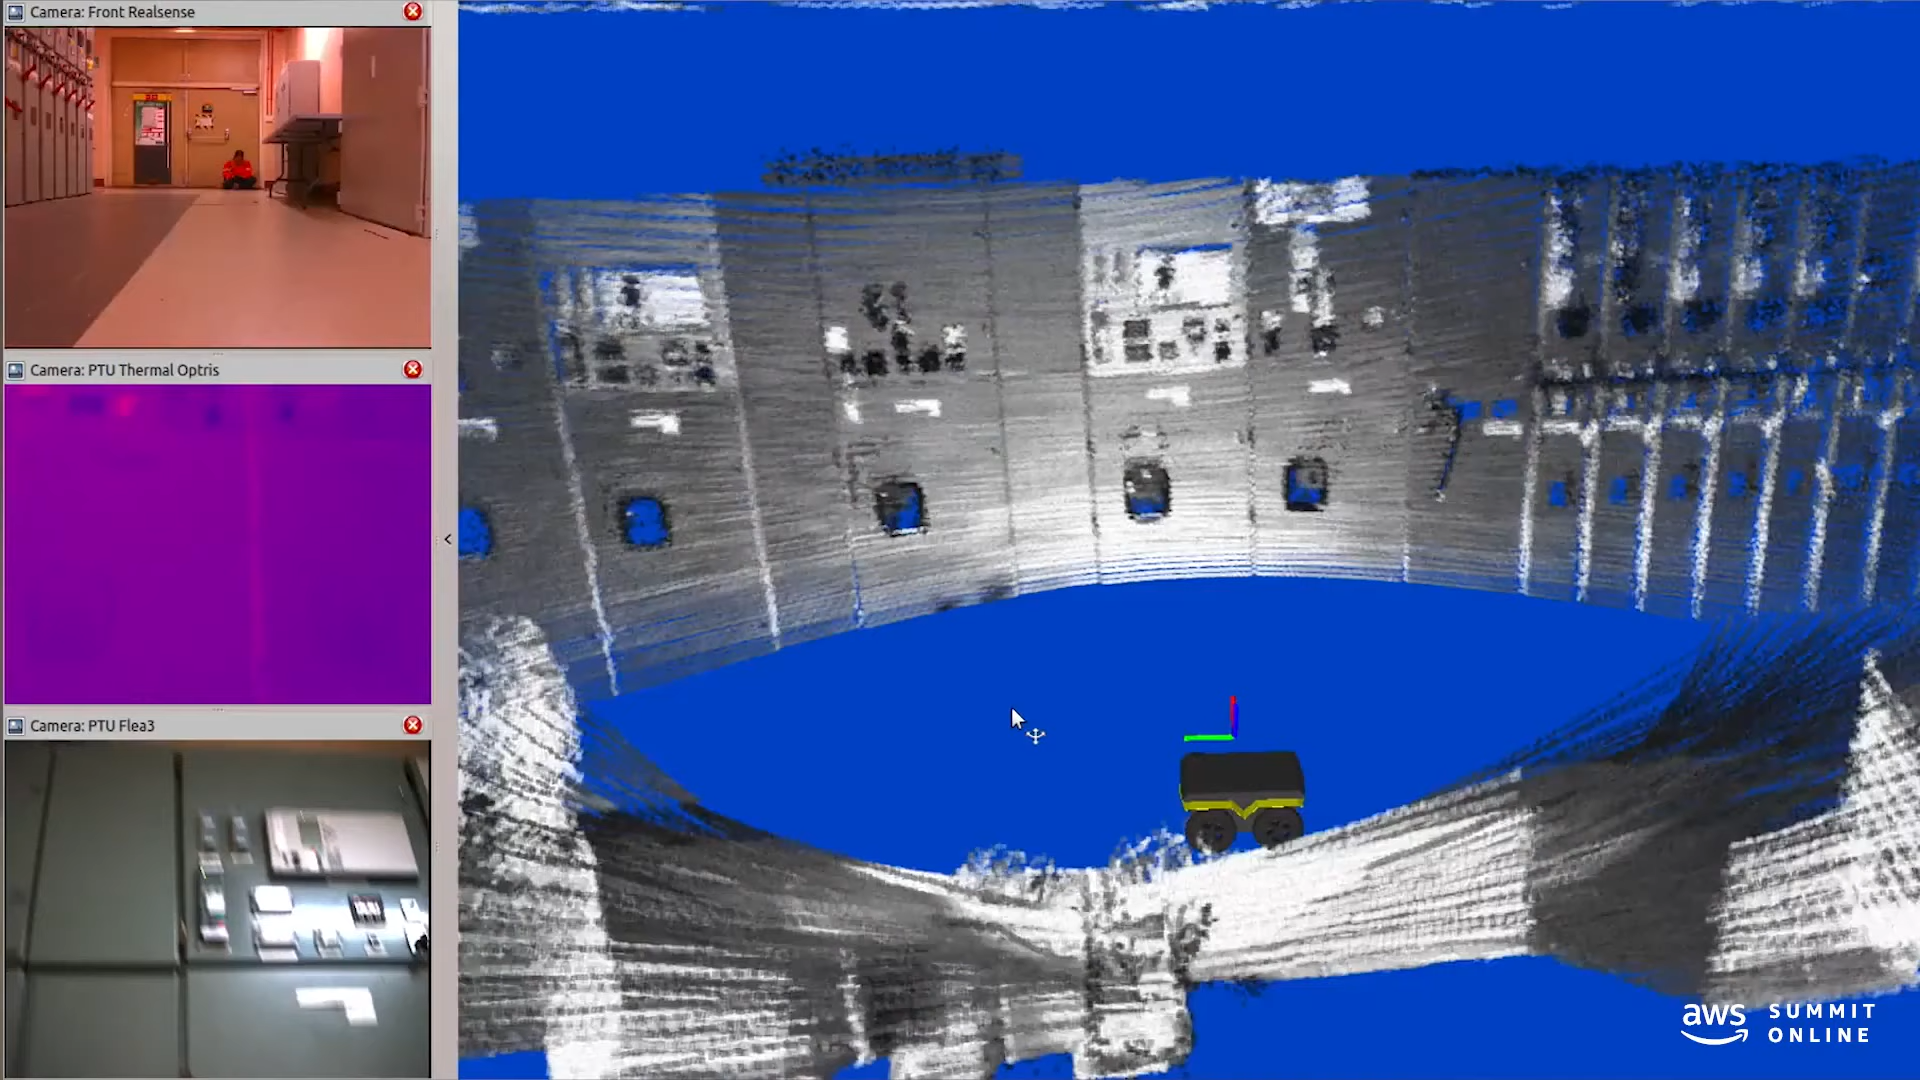 Camera: Front Realsense
Camera: PTU Thermal Optris
Camera: PTU Flea3
aws SUMMIT
ONLINE